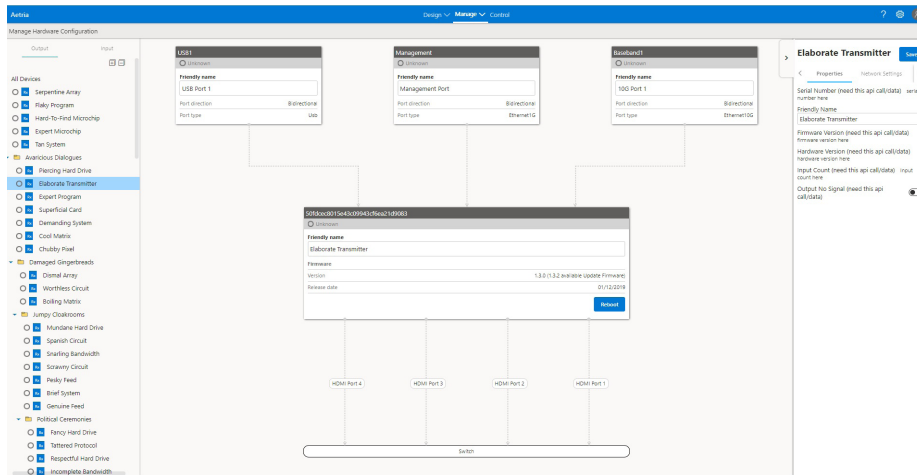 Aetria
Design Manage Control
?
Manage Hardware Configuration
Output Input
All Devices
Serpertine Array
Flaky Program
Hard-To-Find Microchip
Expert Microchip
Tan System
Avaricious Dialogues
Piercing Hard Drive
Elaborate Transmitter
Expert Program
Superficial Card
Demanding System
Cool Matrix
Chubby Pixel
Damaged Gingerbreads
Dismal Array
Worthless Circuit
Boiling Matrix
Jumpy Cloakrooms
Mundane Hard Drive
Spanish Circuit
Snarling Bandwidth
Scrawny Circuit
Pesky Feed
Brief System
Genuine Feed
Political Ceremonies
Fancy Hard Drive
Tattered Protocol
Respectful Hard Drive
Incomplete Bandwidth
USB1
Unknown
Friendly name
USB Port 1
Port direction Bidirectional
Port type Usb
Management
Unknown
Friendly name
Management Port
Port direction Bidirectional
Port type Ethernet1G
Baseband1
Unknown
Friendly name
10G Port 1
Port direction Bidirectional
Port type Ethernet10G
50fdcec8015e43c09943cf6ea21d9083
Unknown
Friendly name
Elaborate Transmitter
Firmware
Version 1.3.0 (1.3.2 available Update Firmware)
Release date 01/12/2019
Reboot
HDMI Port 4 HDMI Port 3 HDMI Port 2 HDMI Port 1
Switch
Elaborate Transmitter Save
Properties Network Settings
Serial Number (need this api call/data) serial
number here
Friendly Name
Elaborate Transmitter
Firmware Version (need this api call/data)
firmware version here
Hardware Version (need this api call/data)
hardware version here
Input Count (need this api call/data) input
count here
Output No Signal (need this api
call/data)